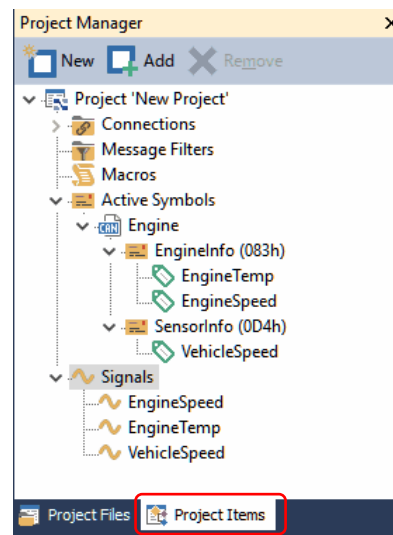 Project Manager
New Add Remove
Project 'New Project'
Connections
Message Filters
Macros
Active Symbols
CAN Engine
EngineInfo (083h)
EngineTemp
EngineSpeed
SensorInfo (0D4h)
VehicleSpeed
Signals
EngineSpeed
EngineTemp
VehicleSpeed
Project Files Project Items